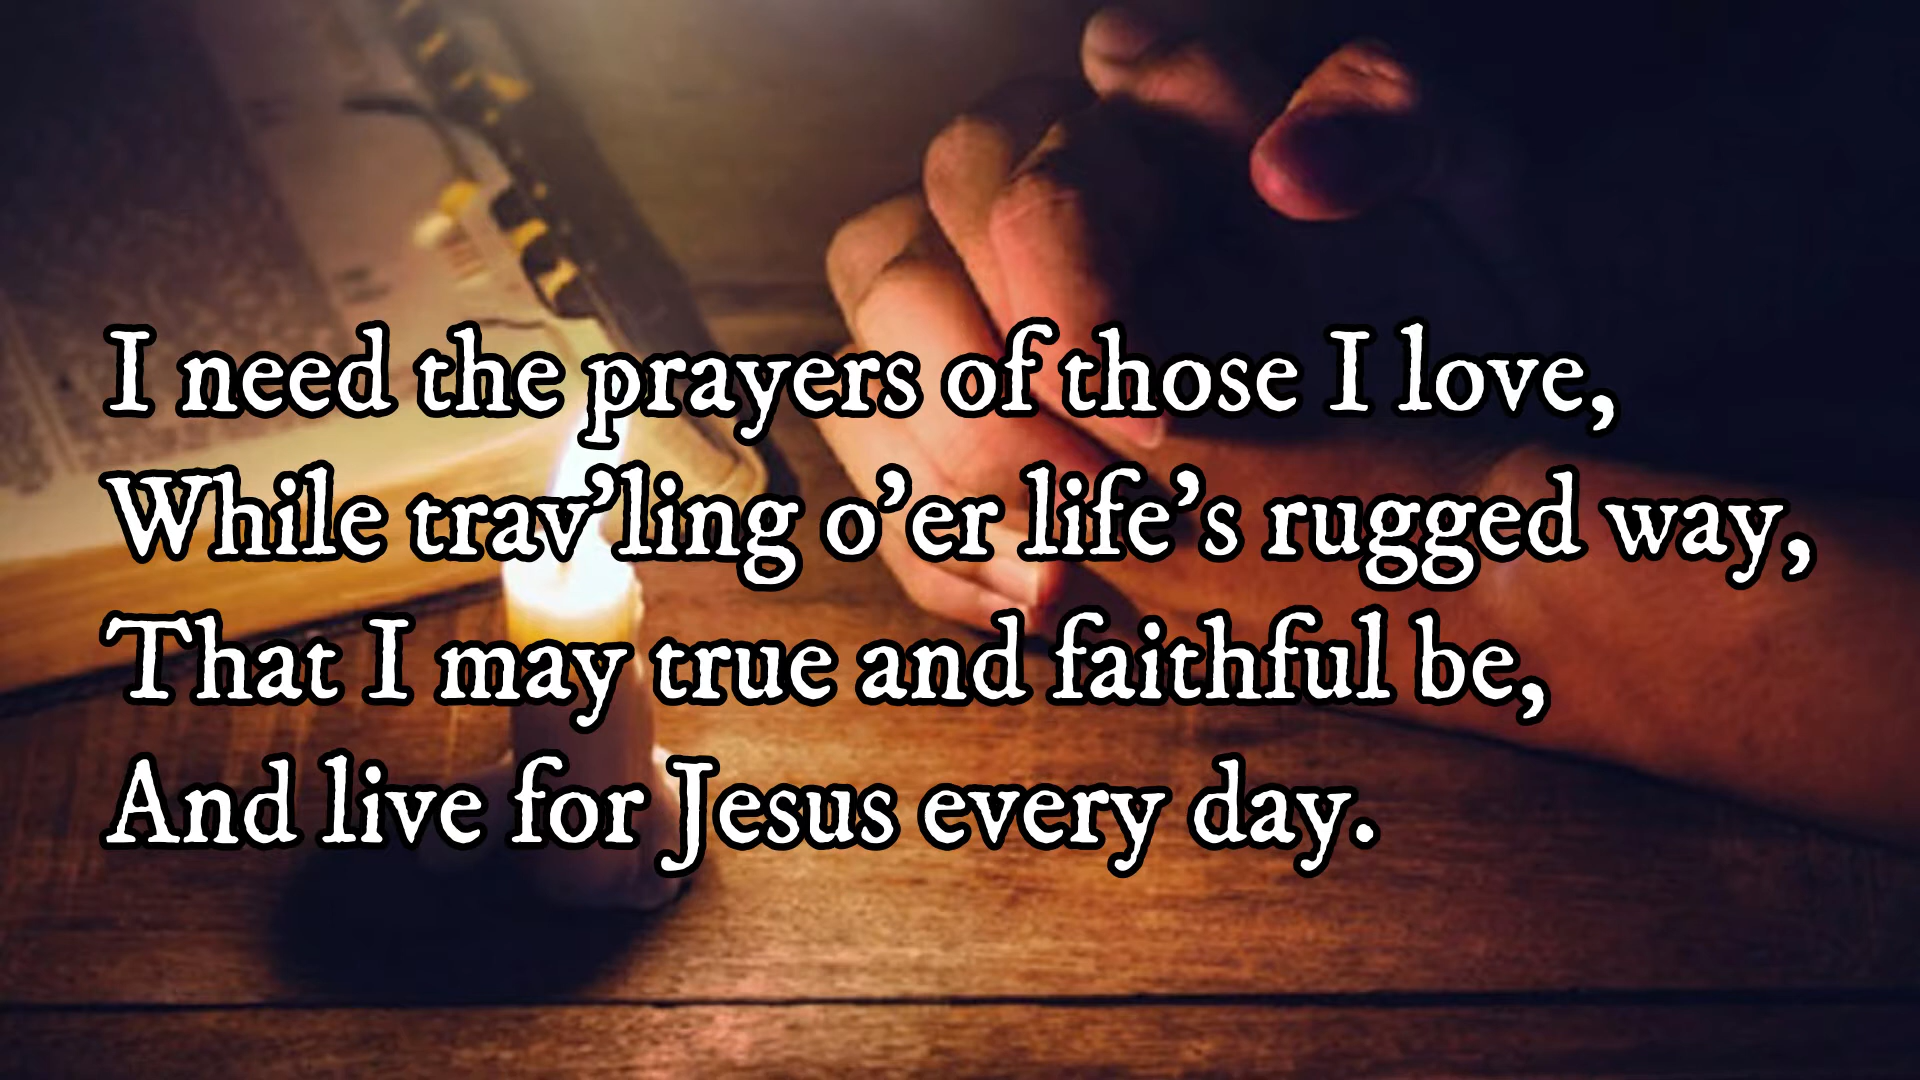 I need the prayers of those I love,
While trav’ling o’er life’s rugged way,
That I may true and faithful be,
And live for Jesus every day.